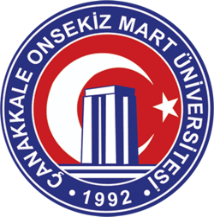 ÇANAKKALE ONSEKİZ MART ÜNİVERSİTESİ
• 1992 •